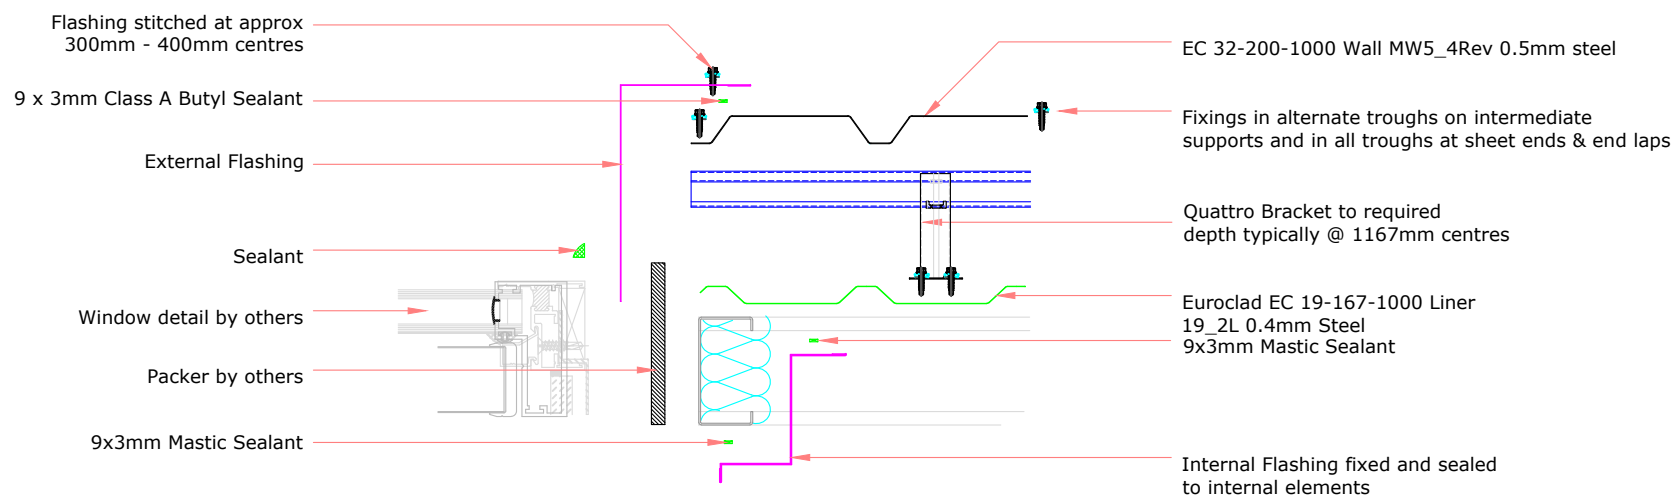 Flashing stitched at approx
300mm - 400mm centres
9 x 3mm Class A Butyl Sealant
External Flashing
Sealant
Window detail by others
Packer by others
9x3mm Mastic Sealant
EC 32-200-1000 Wall MW5_4Rev 0.5mm steel
Fixings in alternate troughs on intermediate
supports and in all troughs at sheet ends & end laps
Quattro Bracket to required
depth typically @ 1167mm centres
Euroclad EC 19-167-1000 Liner
19_2L 0.4mm Steel
9x3mm Mastic Sealant
Internal Flashing fixed and sealed
to internal elements